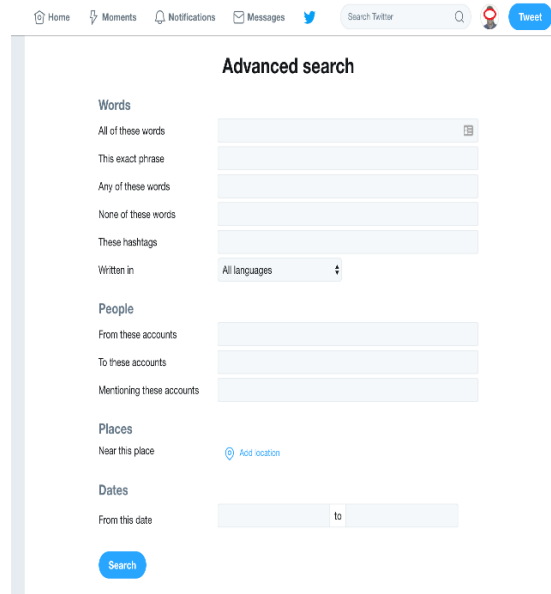 Home Moments Notifications Messages Search Twitter Tweet
Advanced search
Words
All of these words
This exact phrase
Any of these words
None of these words
These hashtags
Written in All languages
People
From these accounts
To these accounts
Mentioning these accounts
Places
Near this place Add location
Dates
From this date to
Search